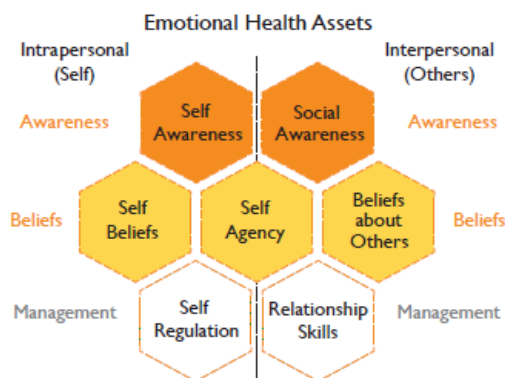 Emotional Health Assets
Intrapersonal
(Self)
Interpersonal
(Others)
Awareness
Self
Awareness
Social
Awareness
Awareness
Beliefs
Self
Beliefs
Self
Agency
Beliefs
about
Others
Beliefs
Management
Self
Regulation
Relationship
Skills
Management